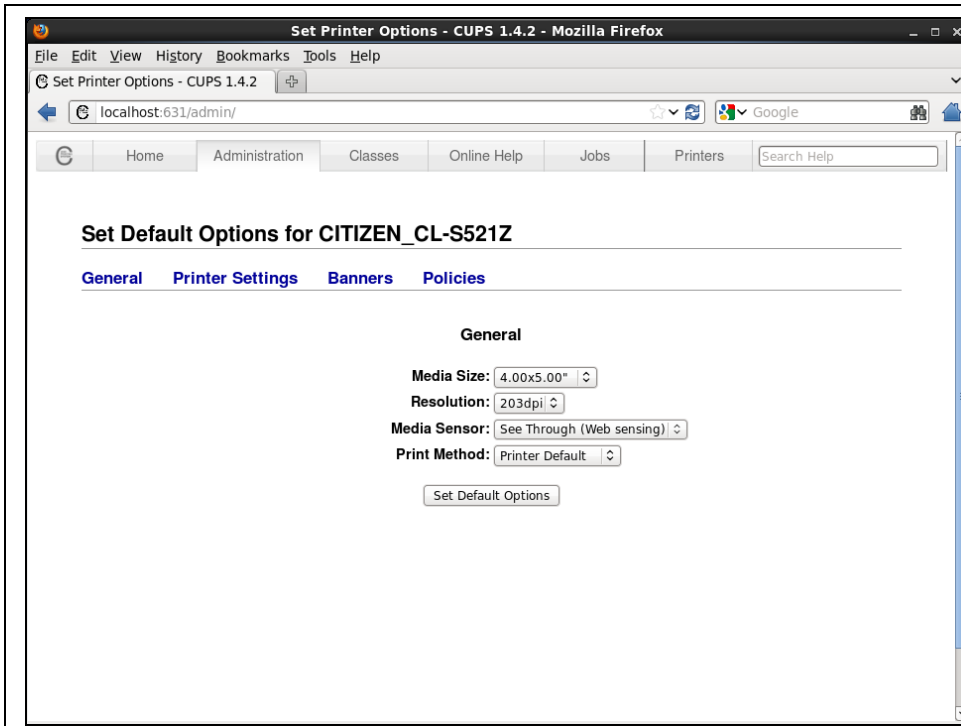 Set Printer Options - CUPS 1.4.2 - Mozilla Firefox
File Edit View History Bookmarks Tools Help
Set Printer Options - CUPS 1.4.2
localhost:631/admin/ Google
Home Administration Classes Online Help Jobs Printers Search Help
Set Default Options for CITIZEN_CL-S521Z
General Printer Settings Banners Policies
General
Media Size: 4.00x5.00"
Resolution: 203dpi
Media Sensor: See Through (Web sensing)
Print Method: Printer Default
Set Default Options